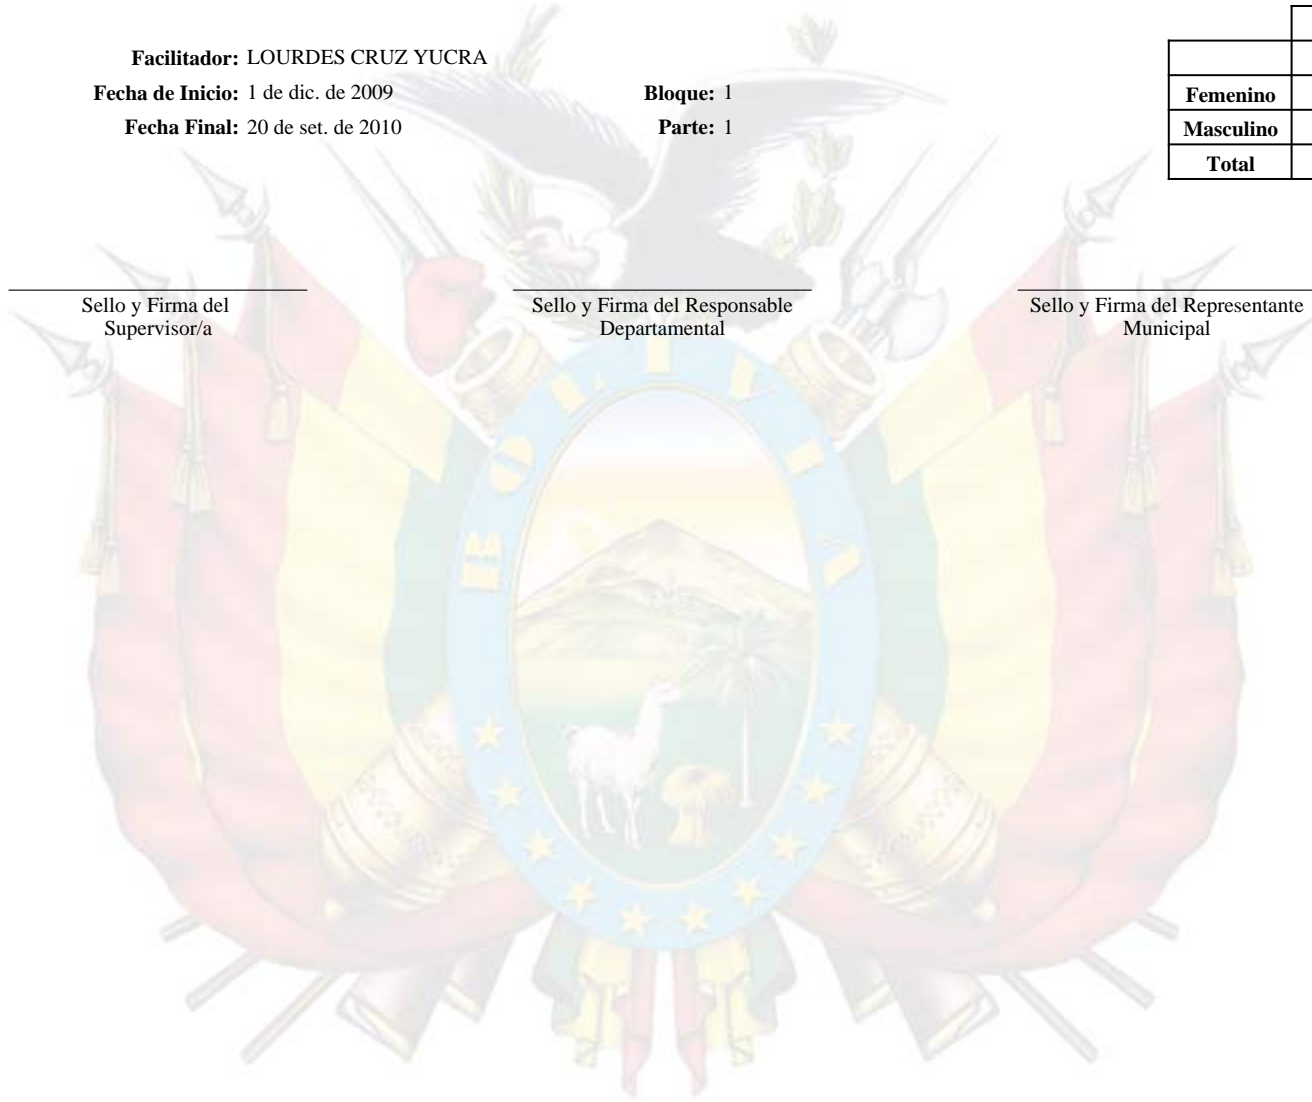 Facilitador: LOURDES CRUZ YUCRA
Fecha de Inicio: 1 de dic. de 2009
Bloque: 1
Fecha Final: 20 de set. de 2010
Parte: 1
Femenino
Masculino
Total
Sello y Firma del
Supervisor/a
Sello y Firma del Responsable
Departamental
Sello y Firma del Representante
Municipal
BOLIVIA